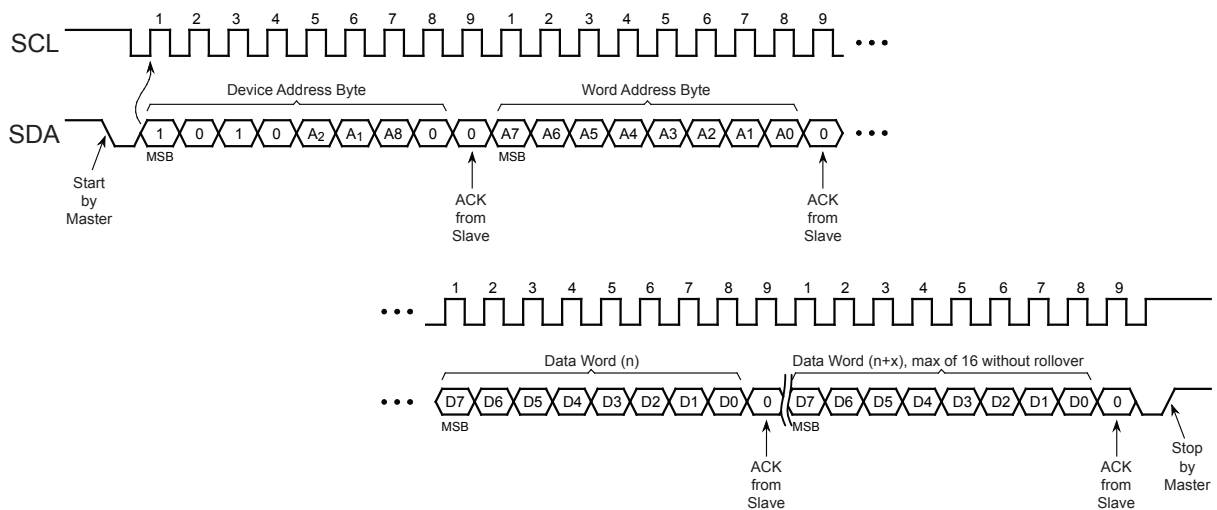 1 2 3 4 5 6 7 8 9 1 2 3 4 5 6 7 8 9
SCL
Device Address Byte Word Address Byte
SDA 1 0 1 0 A2 A1 A8 0 0 A7 A6 A5 A4 A3 A2 A1 A0 0
MSB MSB
Start
by
Master
ACK
from
Slave
ACK
from
Slave
1 2 3 4 5 6 7 8 9 1 2 3 4 5 6 7 8 9
Data Word (n) Data Word (n+x), max of 16 without rollover
D7 D6 D5 D4 D3 D2 D1 D0 0 D7 D6 D5 D4 D3 D2 D1 D0 0
MSB MSB
ACK
from
Slave
ACK
from
Slave
Stop
by
Master